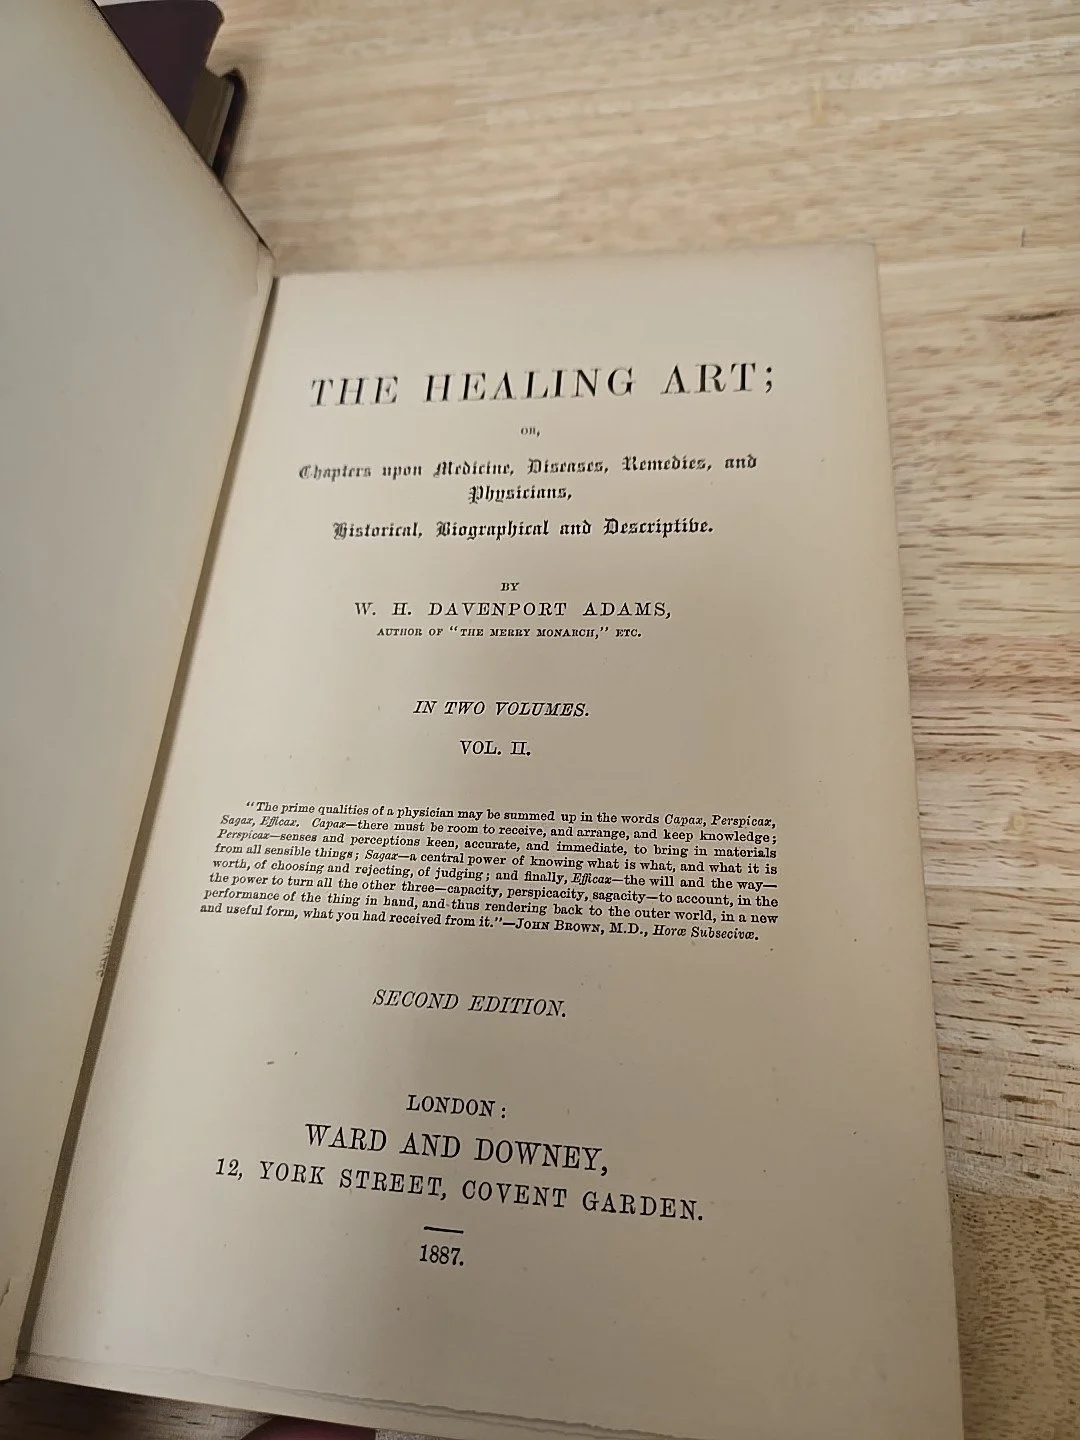 THE HEALING ART;
OR,
Chapters upon Medicine, Diseases, Remedies, and
Physicians,
Historical, Biographical and Descriptive.
BY
W. H. DAVENPORT ADAMS,
AUTHOR OF "THE MERRY MONARCH," ETC.
IN TWO VOLUMES.
VOL. II.
"The prime qualities of a physician may be summed up in the words Capax, Perspicax,
Sagax, Efficax. Capax—there must be room to receive, and arrange, and keep knowledge;
Perspicax—senses and perceptions keen, accurate, and immediate, to bring in materials
from all sensible things; Sagax—a central power of knowing what is what, and what it is
worth, of choosing and rejecting, of judging; and finally, Efficax—the will and the way—
the power to turn all the other three—capacity, perspicacity, sagacity—to account, in the
performance of the thing in hand, and thus rendering back to the outer world, in a new
and useful form, what you had received from it."—JOHN BROWN, M.D., Horæ Subsecivæ.
SECOND EDITION.
LONDON:
WARD AND DOWNEY,
12, YORK STREET, COVENT GARDEN.
1887.